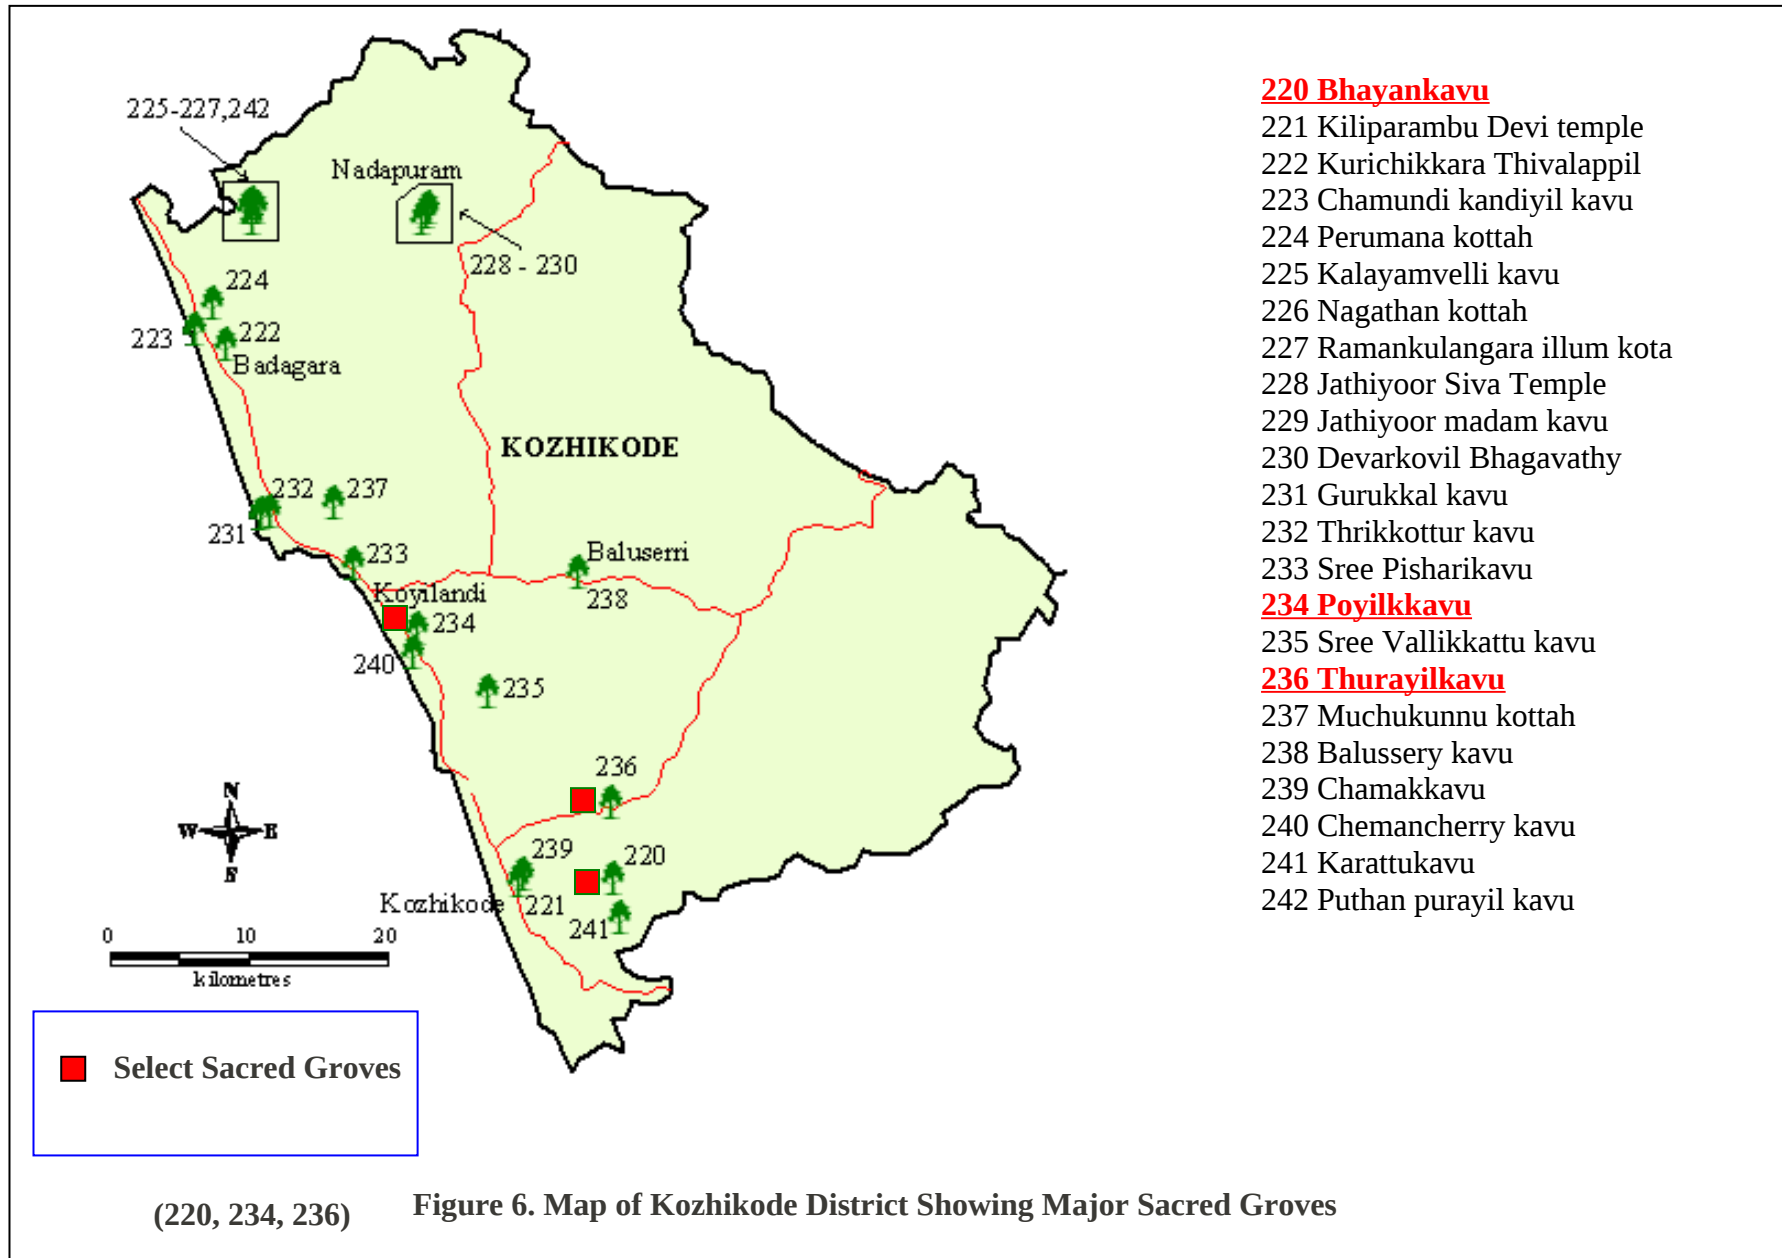 225-227,242
Nadapuram
228 - 230
224
223
222
Badagara
KOZHIKODE
232
237
231
233
Baluserri
Koyilandi
238
234
240
235
236
N
W E
S
239
220
Kozhikode
221
241
0 10 20
kilometres
Select Sacred Groves
(220, 234, 236)
220 Bhayankavu
221 Kiliparambu Devi temple
222 Kurichikkara Thivalappil
223 Chamundi kandiyil kavu
224 Perumana kottah
225 Kalayamvelli kavu
226 Nagathan kottah
227 Ramankulangara illum kota
228 Jathiyoor Siva Temple
229 Jathiyoor madam kavu
230 Devarkovil Bhagavathy
231 Gurukkal kavu
232 Thrikkottur kavu
233 Sree Pisharikavu
234 Poyilkkavu
235 Sree Vallikkattu kavu
236 Thurayilkavu
237 Muchukunnu kottah
238 Balussery kavu
239 Chamakkavu
240 Chemancherry kavu
241 Karattukavu
242 Puthan purayil kavu
Figure 6. Map of Kozhikode District Showing Major Sacred Groves